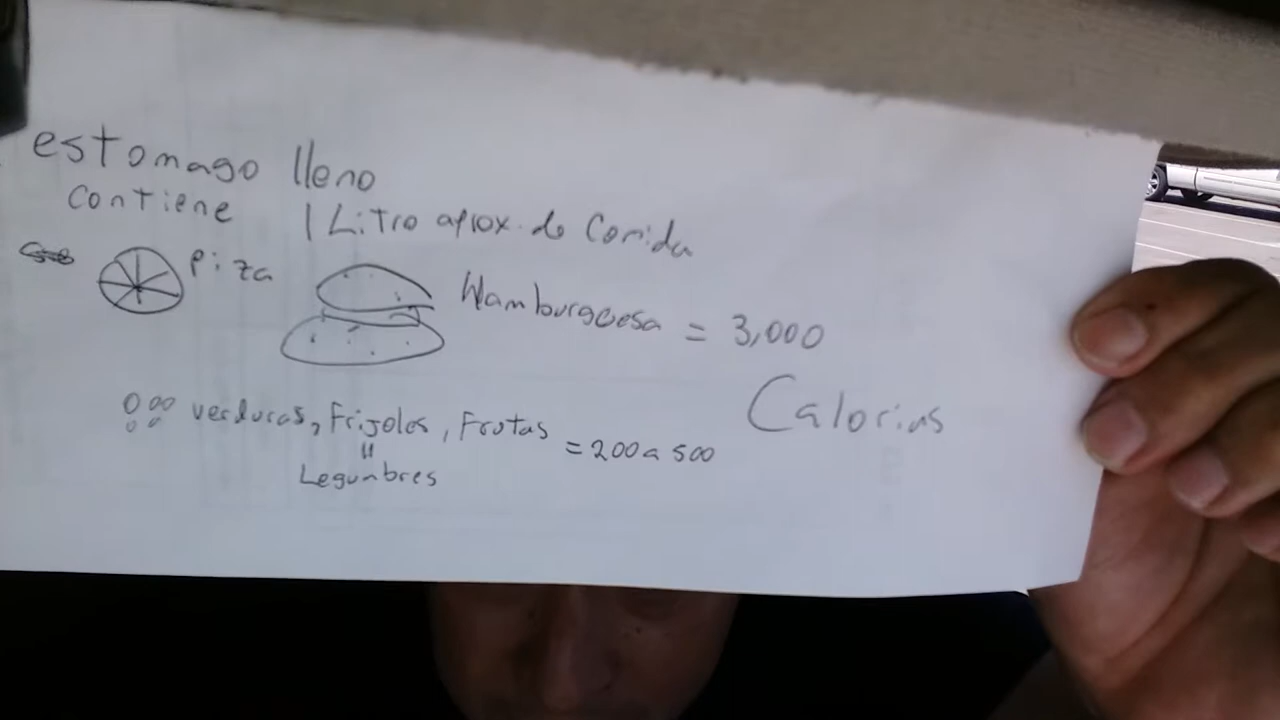 estomago lleno
contiene 1 Litro aprox. de Comida
Piza Hamburguesa = 3,000
Calorias
verduras, Frijoles, Frutas = 200 a 500
"
Legumbres